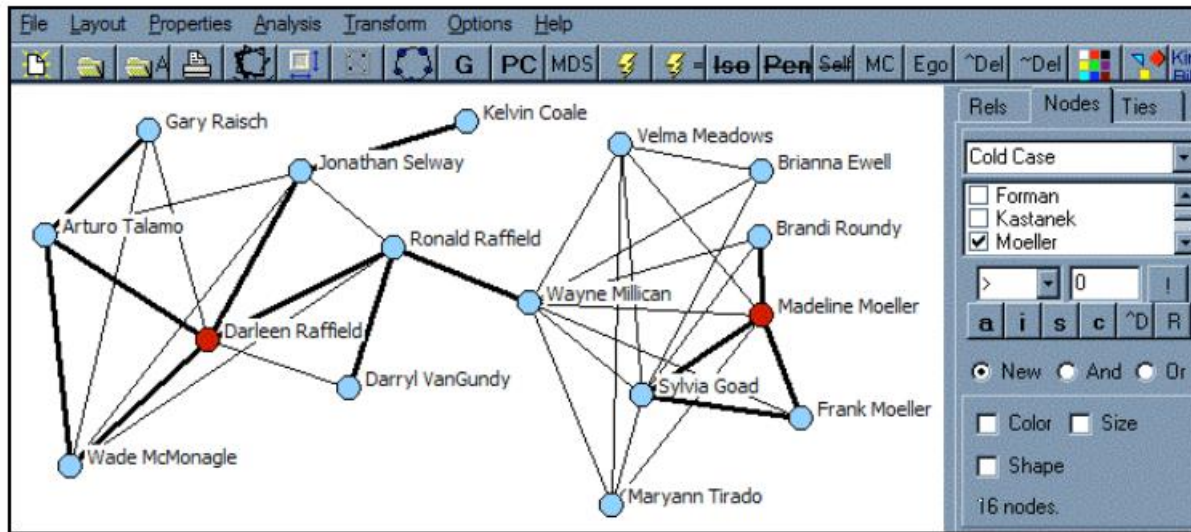 File Layout Properties Analysis Transform Options Help
A G PC MDS = Iso Pen Self MC Ego ^Del ~Del
Rels Nodes Ties
Cold Case
Forman
Kastanek
Moeller
> 0 !
a i s c ^D R
New And Or
Color Size
Shape
16 nodes.
Gary Raisch
Kelvin Coale
Jonathan Selway
Velma Meadows
Brianna Ewell
Arturo Talamo
Ronald Raffield
Brandi Roundy
Wayne Millican
Madeline Moeller
Darleen Raffield
Darryl VanGundy
Sylvia Goad
Frank Moeller
Wade McMonagle
Maryann Tirado